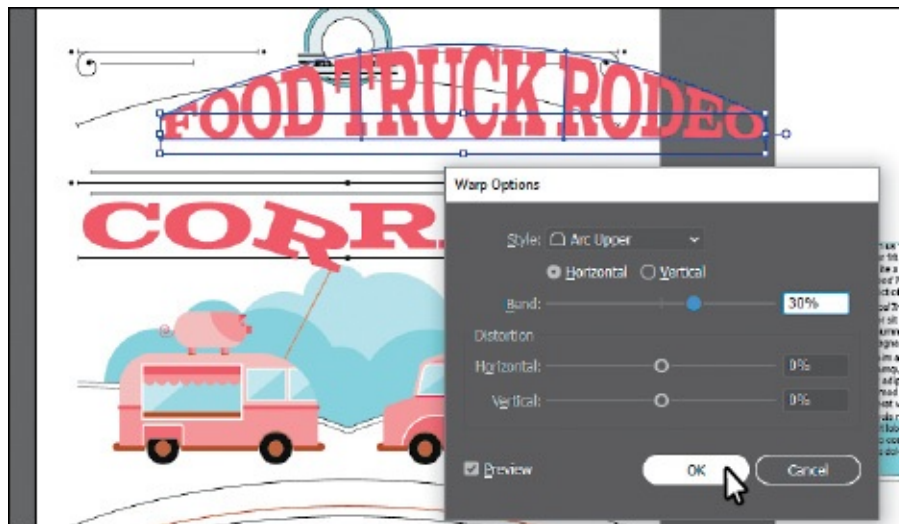 FOOD TRUCK RODEO
Warp Options
CORR
Style: Arc Upper
Horizontal Vertical
Bend: 30%
Distortion
Horizontal: 0%
Vertical: 0%
Preview OK Cancel